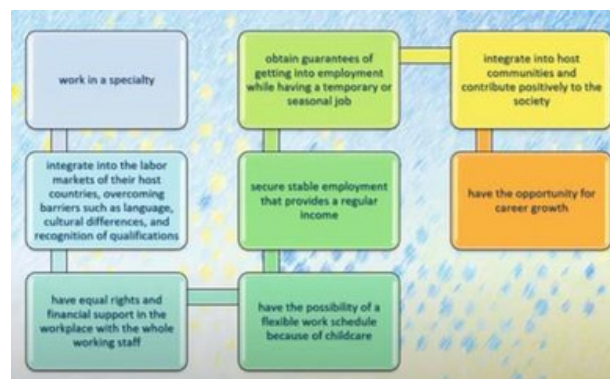 work in a specialty
integrate into the labor
markets of their host
countries, overcoming
barriers such as language,
cultural differences, and
recognition of qualifications
have equal rights and
financial support in the
workplace with the whole
working staff
have the possibility of a
flexible work schedule
because of childcare
secure stable employment
that provides a regular
income
obtain guarantees of
getting into employment
while having a temporary or
seasonal job
integrate into host
communities and
contribute positively to the
society
have the opportunity for
career growth